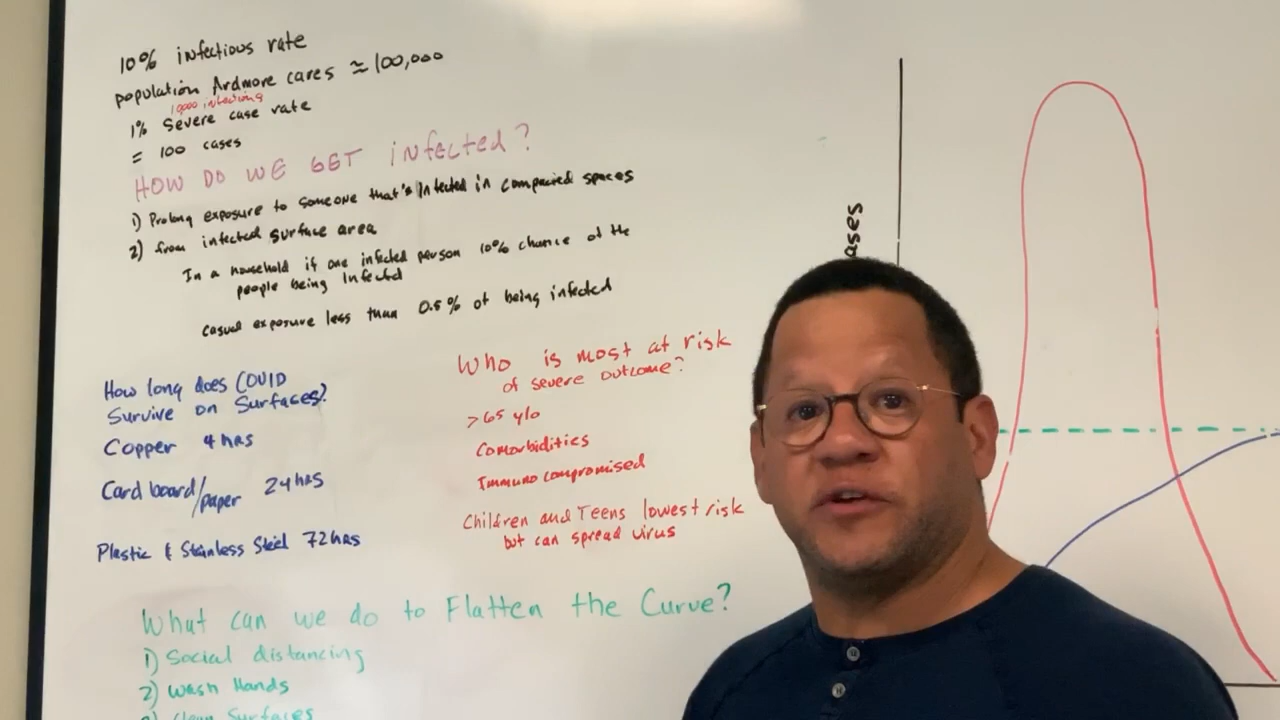 10% infectious rate
population Ardmore cares ≈ 100,000
10,000 infections
1% Severe case rate
= 100 cases
HOW DO WE GET infected?
1) Prolong exposure to someone that's Infected in compacted spaces
2) from infected surface area
In a household if one infected person 10% chance of the
people being Infected
Casual exposure less than 0.5% of being infected
How long does COVID
Survive on Surfaces?
Copper 4 hrs
Card board/paper 24 hrs
Plastic & Stainless Steel 72 hrs
Who is most at risk
of severe outcome?
>65 y/o
Comorbidities
Immuno compromised
Children and Teens lowest risk
but can spread virus
What can we do to Flatten the Curve?
1) Social distancing
2) Wash Hands
Clean Surfaces
ases